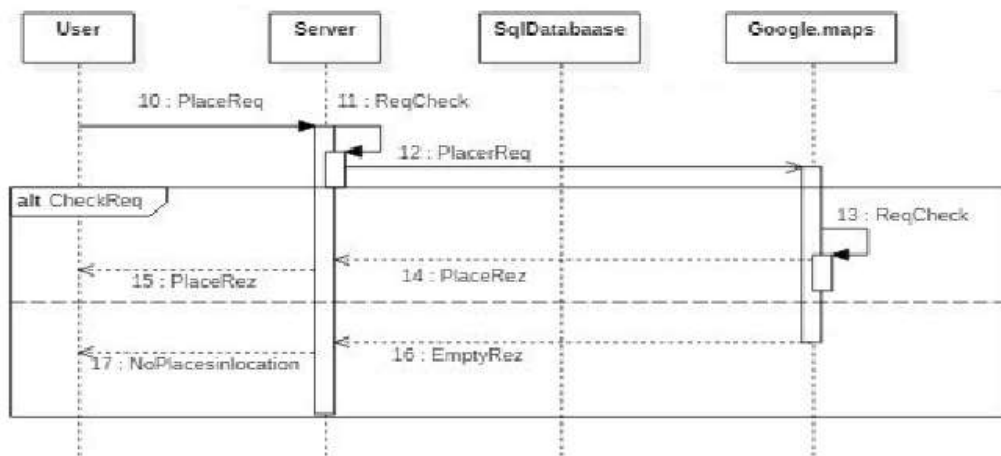 User
Server
SqlDatabaase
Google.maps
10 : PlaceReq
11 : ReqCheck
12 : PlacerReq
alt CheckReq
13 : ReqCheck
14 : PlaceRez
15 : PlaceRez
16 : EmptyRez
17 : NoPlacesinlocation